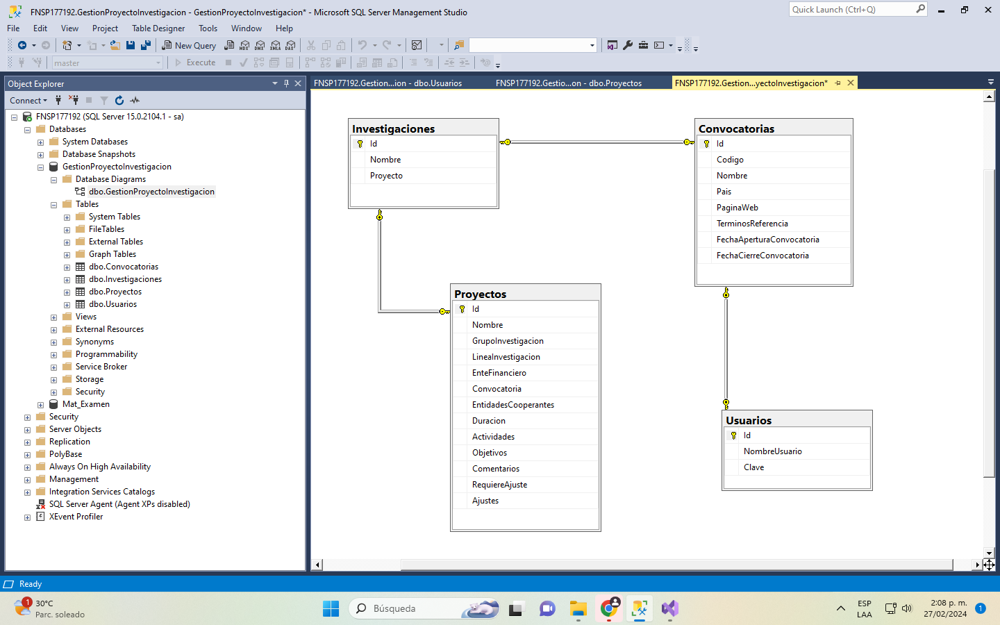 FNSP177192.GestionProyectoInvestigacion - GestionProyectoInvestigacion* - Microsoft SQL Server Management Studio
Quick Launch (Ctrl+Q)
File Edit View Project Table Designer Tools Window Help
New Query
MDX DMX XMLA DAX
master
Execute
Object Explorer
FNSP177192.Gestion...ion - dbo.Usuarios
FNSP177192.Gestio...on - dbo.Proyectos
FNSP177192.Gestion...yectoInvestigacion*
Connect
FNSP177192 (SQL Server 15.0.2104.1 - sa)
Databases
System Databases
Database Snapshots
GestionProyectoInvestigacion
Database Diagrams
dbo.GestionProyectoInvestigacion
Tables
System Tables
FileTables
External Tables
Graph Tables
dbo.Convocatorias
dbo.Investigaciones
dbo.Proyectos
dbo.Usuarios
Views
External Resources
Synonyms
Programmability
Service Broker
Storage
Security
Mat_Examen
Security
Server Objects
Replication
PolyBase
Always On High Availability
Management
Integration Services Catalogs
SQL Server Agent (Agent XPs disabled)
XEvent Profiler
Investigaciones
Id
Nombre
Proyecto
Convocatorias
Id
Codigo
Nombre
Pais
PaginaWeb
TerminosReferencia
FechaAperturaConvocatoria
FechaCierreConvocatoria
Proyectos
Id
Nombre
GrupoInvestigacion
LineaInvestigacion
EnteFinanciero
Convocatoria
EntidadesCooperantes
Duracion
Actividades
Objetivos
Comentarios
RequiereAjuste
Ajustes
Usuarios
Id
NombreUsuario
Clave
Ready
1
30°C
Parc. soleado
Búsqueda
ESP
LAA
2:08 p. m.
27/02/2024
1